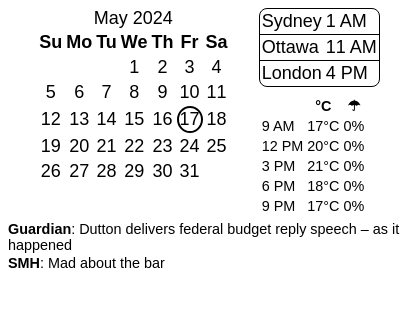 May 2024
Su Mo Tu We Th Fr Sa
1 2 3 4
5 6 7 8 9 10 11
12 13 14 15 16 17 18
19 20 21 22 23 24 25
26 27 28 29 30 31
Sydney 1 AM
Ottawa 11 AM
London 4 PM
°C ☂
9 AM 17°C 0%
12 PM 20°C 0%
3 PM 21°C 0%
6 PM 18°C 0%
9 PM 17°C 0%
Guardian: Dutton delivers federal budget reply speech – as it
happened
SMH: Mad about the bar